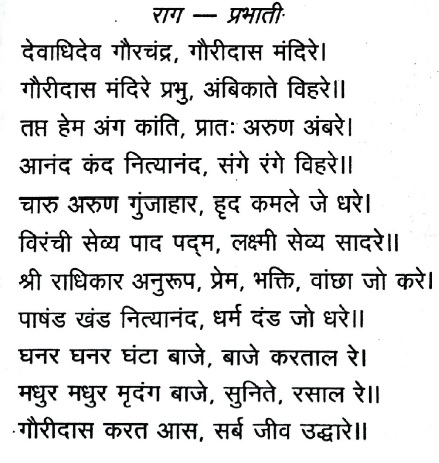 राग — प्रभाती
देवाधिदेव गौरचंद्र, गौरीदास मंदिरे।
गौरीदास मंदिरे प्रभु, अंबिकाते विहरे।।
तप्त हेम अंग कांति, प्रातः अरुण अंबरे।
आनंद कंद नित्यानंद, संगे रंगे विहरे।।
चारु अरुण गुंजाहार, हृद कमले जे धरे।
विरंची सेव्य पाद पद्म, लक्ष्मी सेव्य सादरे।।
श्री राधिकार अनुरूप, प्रेम, भक्ति, वांछा जो करे।
पाषंड खंड नित्यानंद, धर्म दंड जो धरे।।
घनर घनर घंटा बाजे, बाजे करताल रे।
मधुर मधुर मृदंग बाजे, सुनिते, रसाल रे।।
गौरीदास करत आस, सर्ब जीव उद्धारे।।